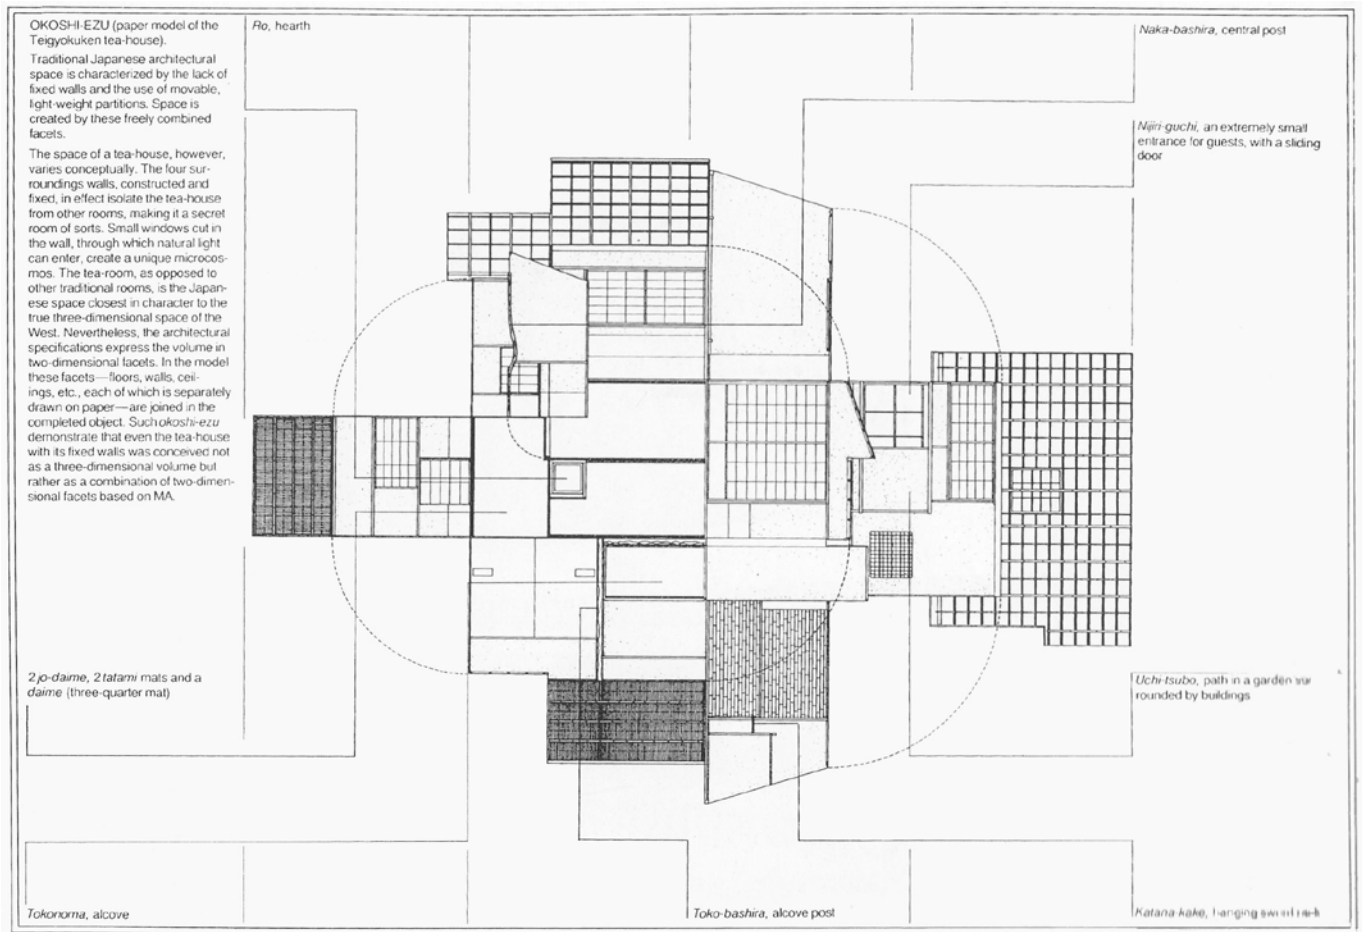 OKOSHI-EZU (paper model of the
Teigyokuken tea-house).
Traditional Japanese architectural
space is characterized by the lack of
fixed walls and the use of movable,
light-weight partitions. Space is
created by these freely combined
facets.
The space of a tea-house, however,
varies conceptually. The four sur-
roundings walls, constructed and
fixed, in effect isolate the tea-house
from other rooms, making it a secret
room of sorts. Small windows cut in
the wall, through which natural light
can enter, create a unique microcos-
mos. The tea-room, as opposed to
other traditional rooms, is the Japan-
ese space closest in character to the
true three-dimensional space of the
West. Nevertheless, the architectural
specifications express the volume in
two-dimensional facets. In the model
these facets—floors, walls, ceil-
ings, etc., each of which is separately
drawn on paper—are joined in the
completed object. Such okoshi-ezu
demonstrate that even the tea-house
with its fixed walls was conceived not
as a three-dimensional volume but
rather as a combination of two-dimen-
sional facets based on MA.
Ro, hearth
Naka-bashira, central post
Nijiri-guchi, an extremely small
entrance for guests, with a sliding
door
2 jo-daime, 2 tatami mats and a
daime (three-quarter mat)
Uchi-tsubo, path in a garden sur
rounded by buildings
Tokonoma, alcove
Toko-bashira, alcove post
Katana-kake, hanging sword rack